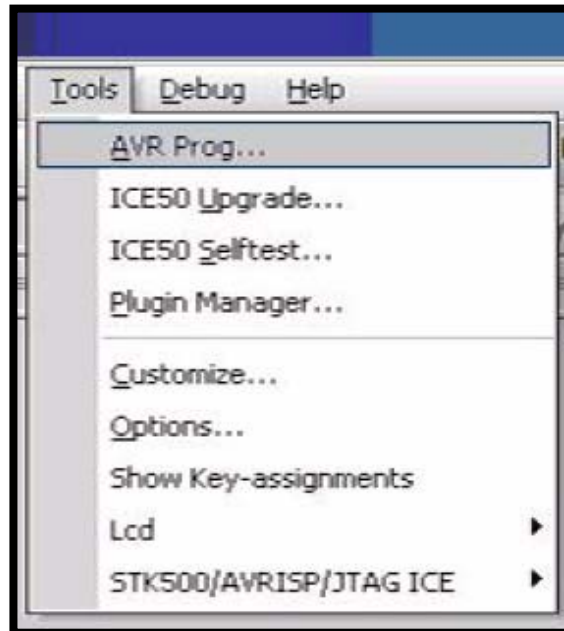 Tools Debug Help
AVR Prog...
ICE50 Upgrade...
ICE50 Selftest...
Plugin Manager...
Customize...
Options...
Show Key-assignments
Lcd
STK500/AVRISP/JTAG ICE